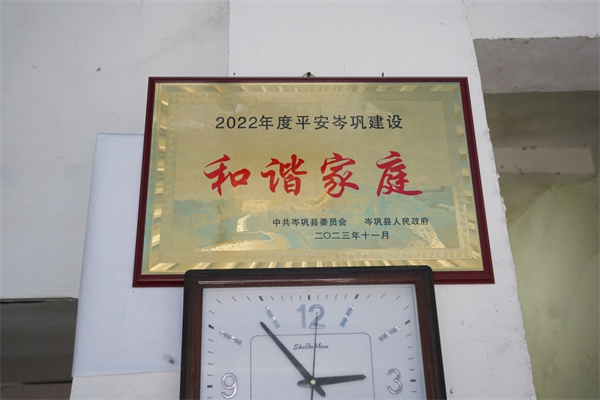 2022年度平安岑巩建设
和谐家庭
中共岑巩县委员会 岑巩县人民政府
二〇二三年十一月
12
ShiBaMan
9 3